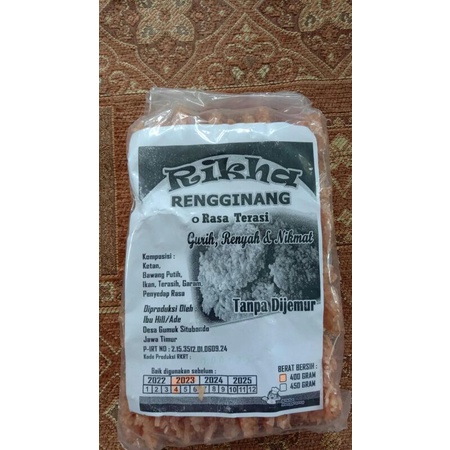 Rikha
RENGGINANG
o Rasa Terasi
Gurih, Renyah & Nikmat
Komposisi :
Ketan,
Bawang Putih,
Ikan, Terasih, Garam,
Penyedap Rasa
Tanpa Dijemur
Diproduksi Oleh
Ibu Hill/Ade
Desa Gumuk Situbondo
Jawa Timur
P-IRT NO : 2.15.3512.01.0609.24
Kode Produksi RKRT :
Baik digunakan sebelum :
2022 2023 2024 2025
1 2 3 4 5 6 7 8 9 10 11 12
BERAT BERSIH :
400 GRAM
450 GRAM